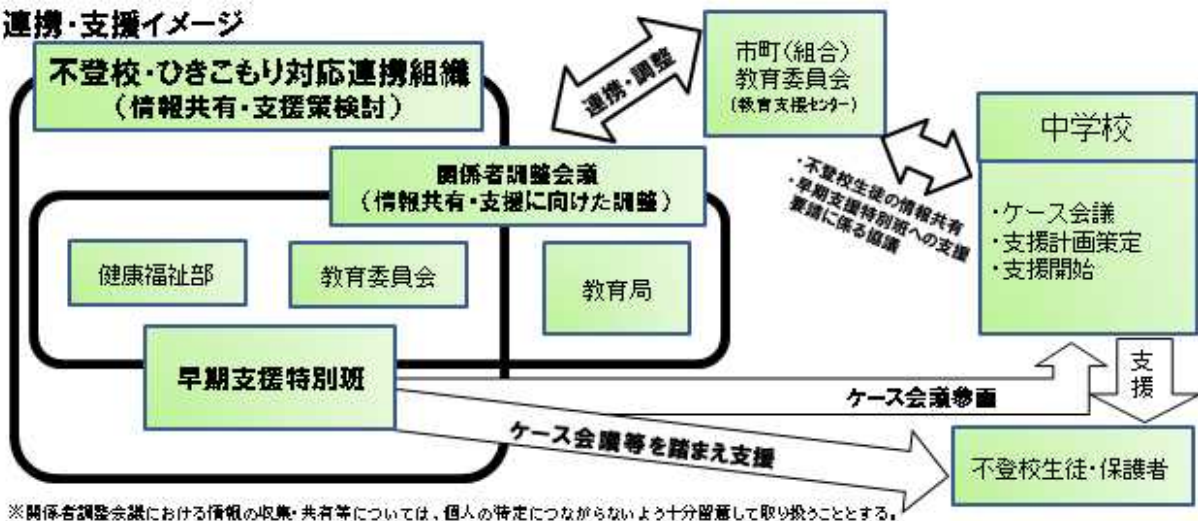 連携・支援イメージ
不登校・ひきこもり対応連携組織
（情報共有・支援策検討）
連携・調整
市町（組合）
教育委員会
（教育支援センター）
中学校
・ケース会議
・支援計画策定
・支援開始
・不登校生徒の情報共有
・早期支援特別班への支援
要請に係る協議
関係者調整会議
（情報共有・支援に向けた調整）
健康福祉部
教育委員会
教育局
早期支援特別班
ケース会議参画
ケース会議等を踏まえ支援
支
援
不登校生徒・保護者
※関係者調整会議における情報の収集・共有等については、個人の特定につながらないよう十分留意して取り扱うこととする。